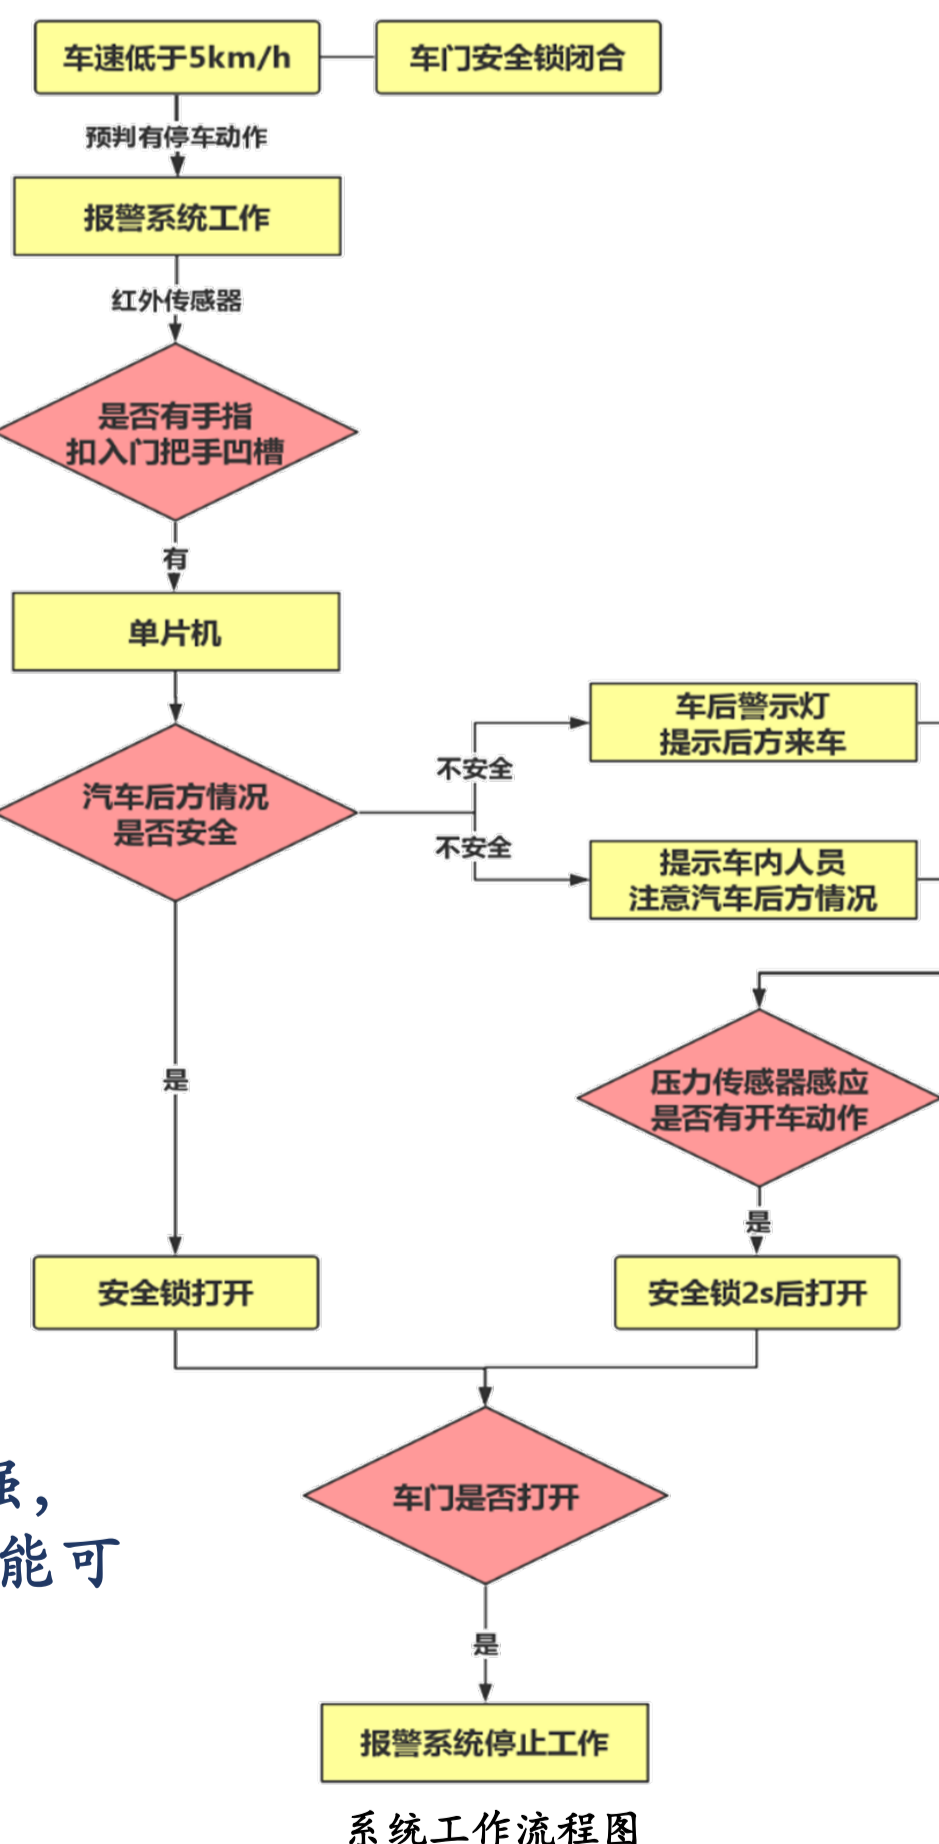 车速低于5km/h
车门安全锁闭合
预判有停车动作
报警系统工作
红外传感器
是否有手指
扣入门把手凹槽
有
单片机
汽车后方情况
是否安全
不安全
车后警示灯
提示后方来车
不安全
提示车内人员
注意汽车后方情况
压力传感器感应
是否有开车动作
是
是
安全锁打开
安全锁2s后打开
车门是否打开
强，
能可
是
报警系统停止工作
系统工作流程图